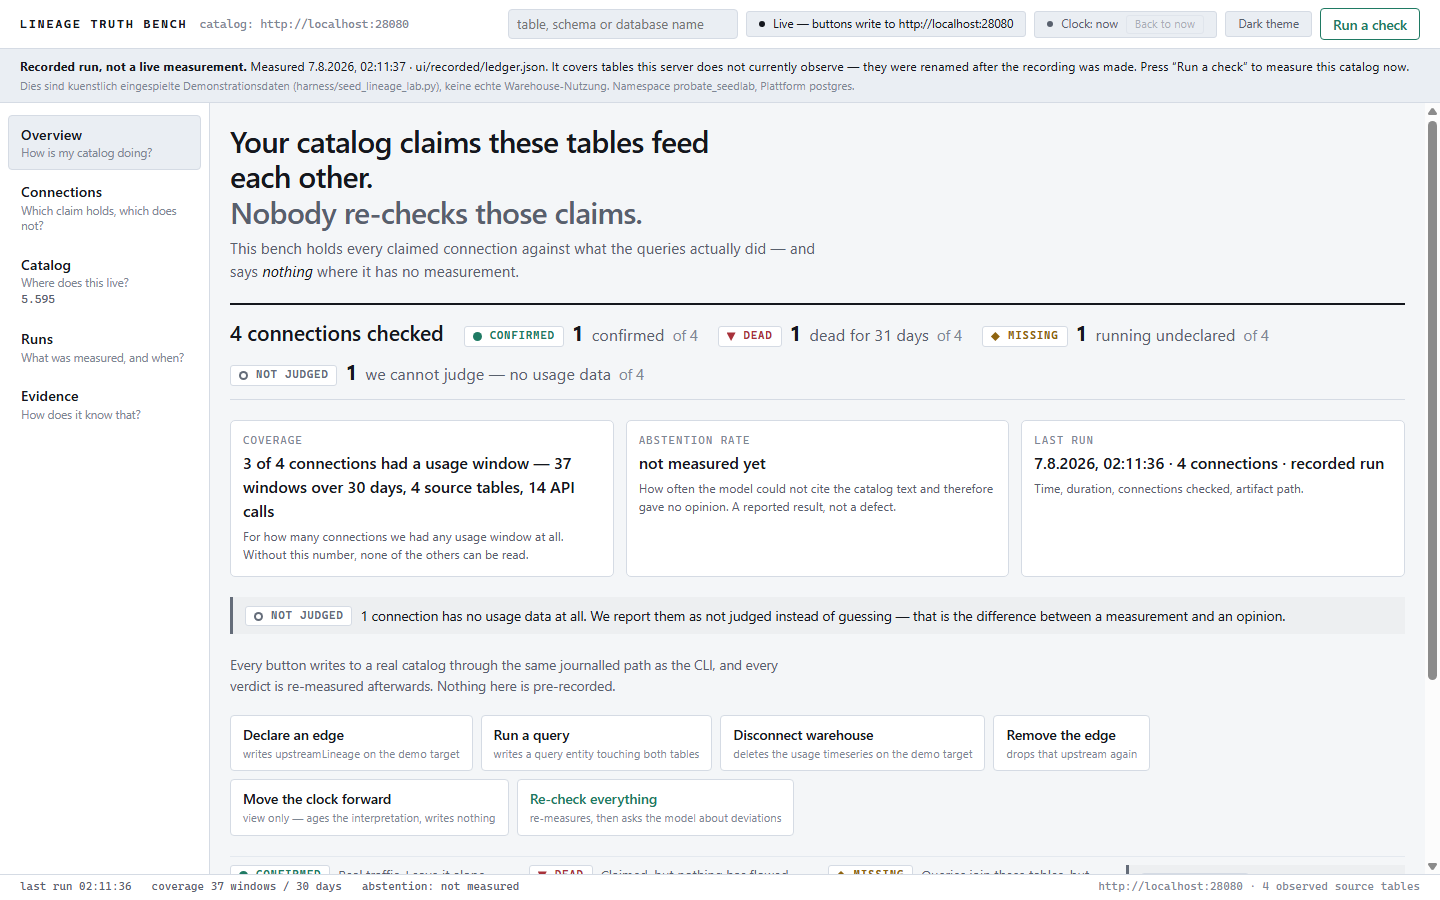 LINEAGE TRUTH BENCH catalog: http://localhost:28080
table, schema or database name
Live — buttons write to http://localhost:28080
Clock: now Back to now
Dark theme
Run a check
Recorded run, not a live measurement. Measured 7.8.2026, 02:11:37 · ui/recorded/ledger.json. It covers tables this server does not currently observe — they were renamed after the recording was made. Press “Run a check” to measure this catalog now.
Dies sind kuenstlich eingespielte Demonstrationsdaten (harness/seed_lineage_lab.py), keine echte Warehouse-Nutzung. Namespace probate_seedlab, Plattform postgres.
Overview
How is my catalog doing?
Connections
Which claim holds, which does
not?
Catalog
Where does this live?
5.595
Runs
What was measured, and when?
Evidence
How does it know that?
Your catalog claims these tables feed
each other.
Nobody re-checks those claims.
This bench holds every claimed connection against what the queries actually did — and
says nothing where it has no measurement.
4 connections checked CONFIRMED 1 confirmed of 4 DEAD 1 dead for 31 days of 4 MISSING 1 running undeclared of 4
NOT JUDGED 1 we cannot judge — no usage data of 4
COVERAGE
3 of 4 connections had a usage window — 37
windows over 30 days, 4 source tables, 14 API
calls
For how many connections we had any usage window at all.
Without this number, none of the others can be read.
ABSTENTION RATE
not measured yet
How often the model could not cite the catalog text and therefore
gave no opinion. A reported result, not a defect.
LAST RUN
7.8.2026, 02:11:36 · 4 connections · recorded run
Time, duration, connections checked, artifact path.
NOT JUDGED 1 connection has no usage data at all. We report them as not judged instead of guessing — that is the difference between a measurement and an opinion.
Every button writes to a real catalog through the same journalled path as the CLI, and every
verdict is re-measured afterwards. Nothing here is pre-recorded.
Declare an edge
writes upstreamLineage on the demo target
Run a query
writes a query entity touching both tables
Disconnect warehouse
deletes the usage timeseries on the demo target
Remove the edge
drops that upstream again
Move the clock forward
view only — ages the interpretation, writes nothing
Re-check everything
re-measures, then asks the model about deviations
CONFIRMED Real traffic. Leave it alone. DEAD Claimed, but nothing has flowed MISSING Queries join these tables, but
last run 02:11:36 coverage 37 windows / 30 days abstention: not measured
http://localhost:28080 · 4 observed source tables